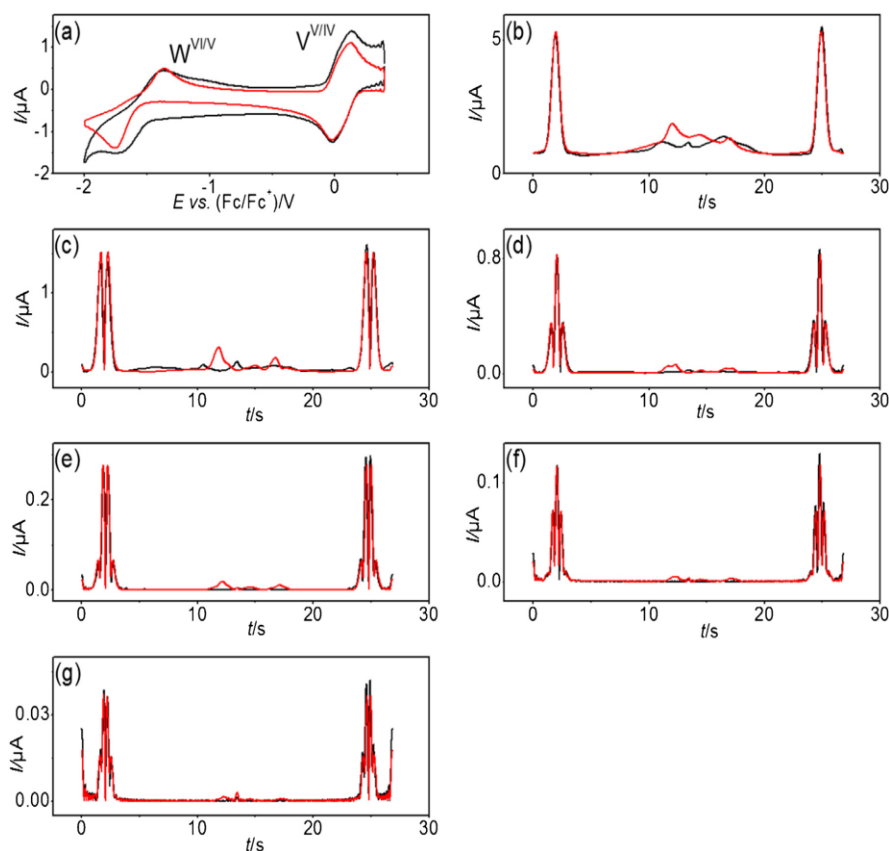 (a)
W^VI/V
V^V/IV
1
0
-1
-2
I/µA
-2
-1
0
E vs. (Fc/Fc⁺)/V
(b)
5
0
I/µA
0
10
20
30
t/s
(c)
1
0
I/µA
0
10
20
30
t/s
(d)
0.8
0.0
I/µA
0
10
20
30
t/s
(e)
0.2
0.0
I/µA
0
10
20
30
t/s
(f)
0.1
0.0
I/µA
0
10
20
30
t/s
(g)
0.03
0.00
I/µA
0
10
20
30
t/s